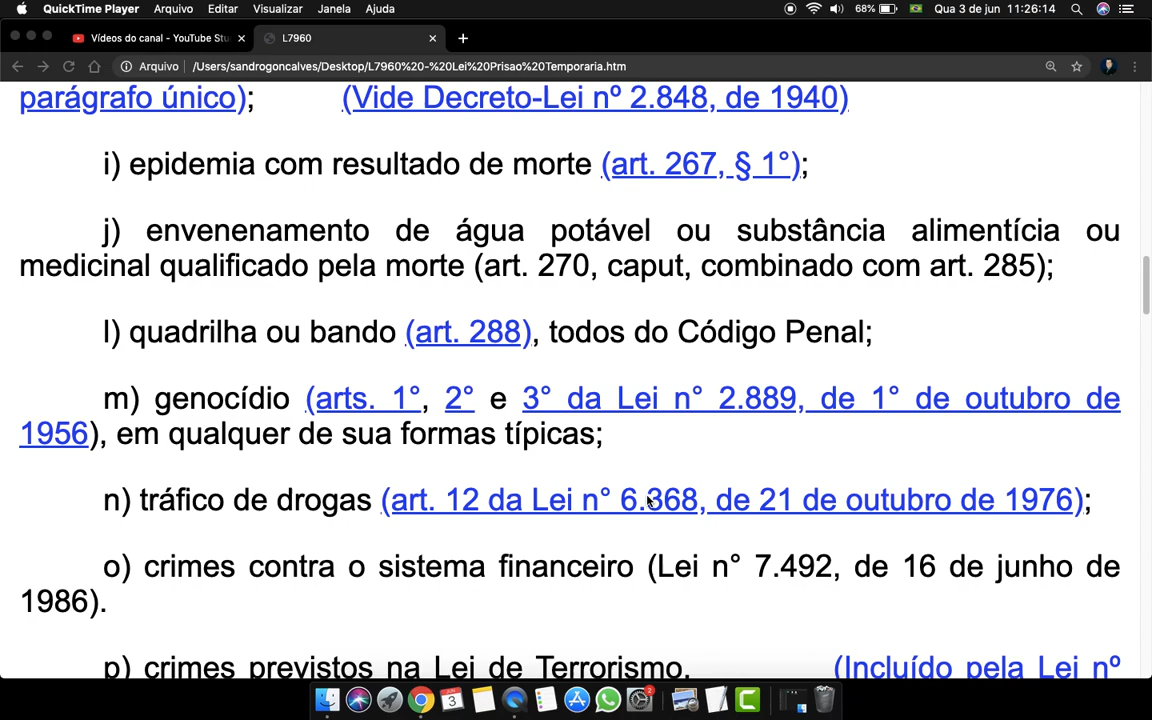 QuickTime Player Arquivo Editar Visualizar Janela Ajuda 68% Qua 3 de jun 11:26:14
Vídeos do canal - YouTube Stu L7960
Arquivo /Users/sandrogoncalves/Desktop/L7960%20-%20Lei%20Prisao%20Temporaria.htm
parágrafo único); (Vide Decreto-Lei nº 2.848, de 1940)
i) epidemia com resultado de morte (art. 267, § 1°);
j) envenenamento de água potável ou substância alimentícia ou
medicinal qualificado pela morte (art. 270, caput, combinado com art. 285);
l) quadrilha ou bando (art. 288), todos do Código Penal;
m) genocídio (arts. 1°, 2° e 3° da Lei n° 2.889, de 1° de outubro de
1956), em qualquer de sua formas típicas;
n) tráfico de drogas (art. 12 da Lei n° 6.368, de 21 de outubro de 1976);
o) crimes contra o sistema financeiro (Lei n° 7.492, de 16 de junho de
1986).
p) crimes previstos na Lei de Terrorismo. (Incluído pela Lei nº
3
2